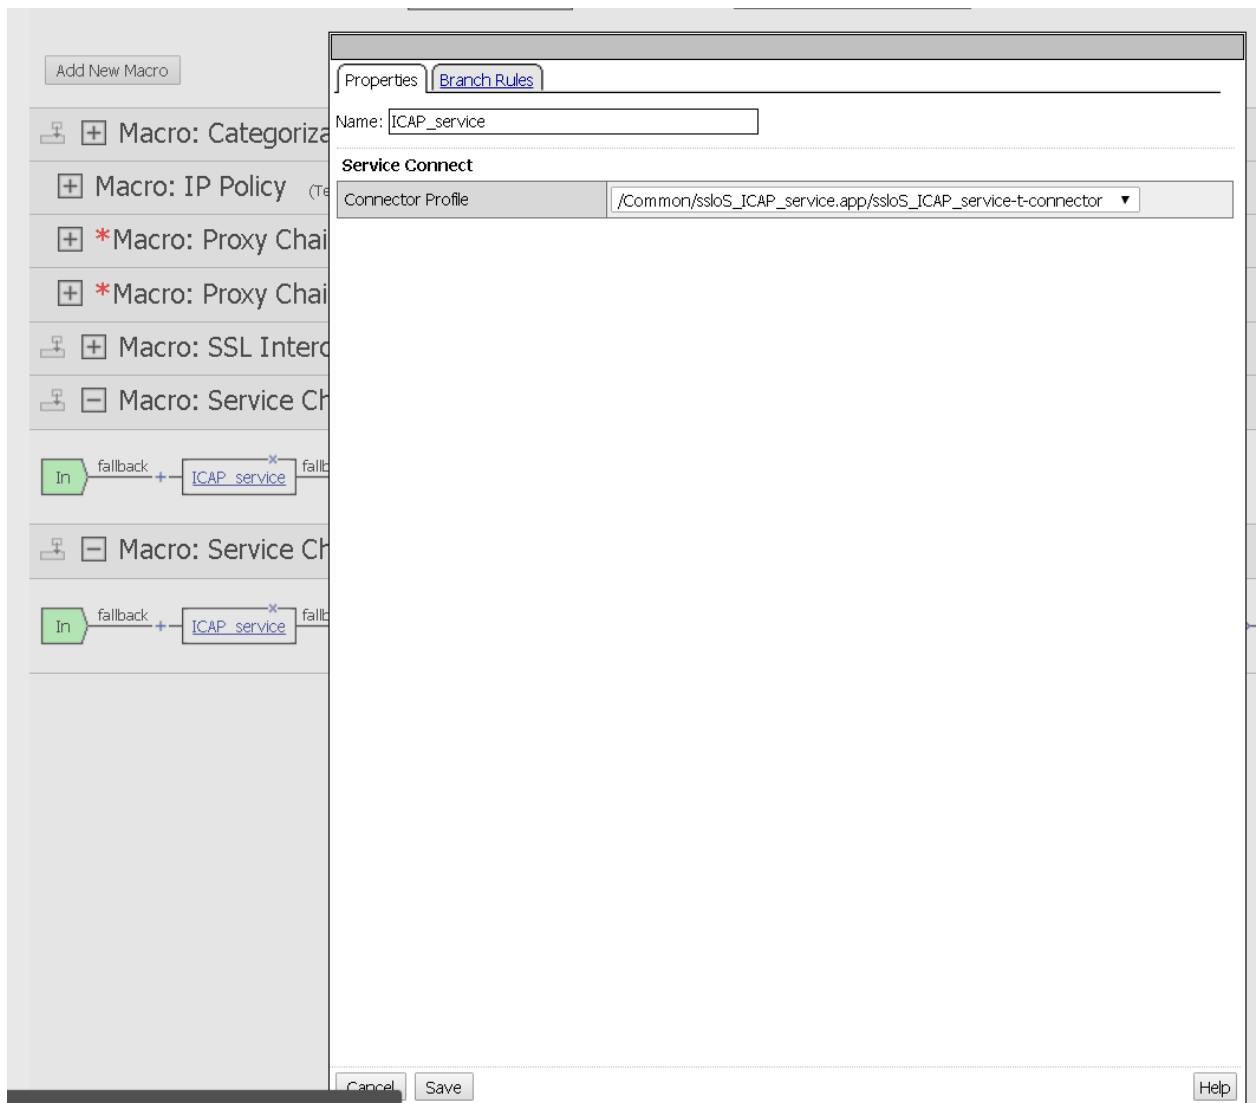 Add New Macro
Properties
Branch Rules
Name: ICAP_service
Service Connect
Connector Profile
/Common/ssloS_ICAP_service.app/ssloS_ICAP_service-t-connector ▼
Macro: Categoriza
Macro: IP Policy (Te
*Macro: Proxy Chai
*Macro: Proxy Chai
Macro: SSL Interc
Macro: Service Ch
In fallback ICAP_service fallb
Macro: Service Ch
In fallback ICAP_service fallb
Cancel
Save
Help